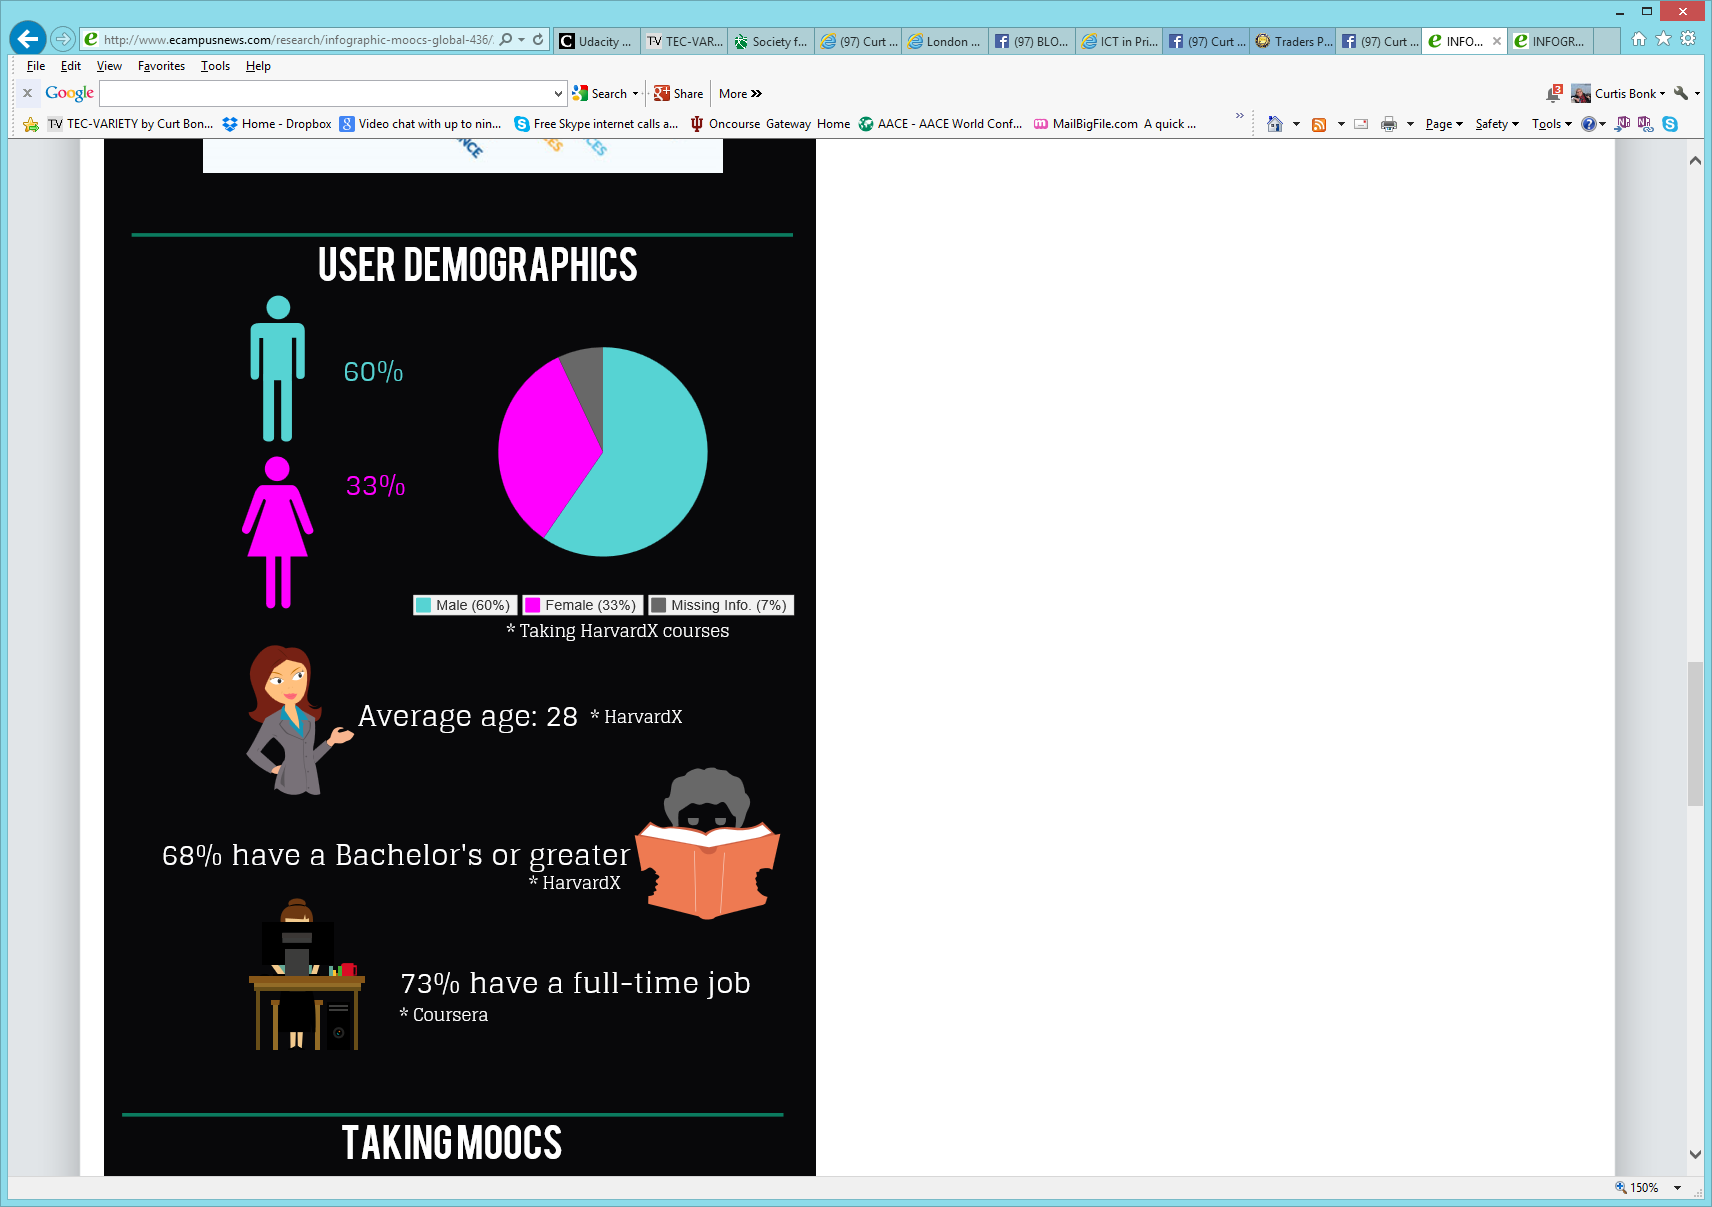 http://www.ecampusnews.com/research/infographic-moocs-global-436/
Udacity ...
TEC-VAR...
Society f...
(97) Curt ...
London ...
(97) BLO...
ICT in Pri...
(97) Curt ...
Traders P...
(97) Curt ...
INFO...
INFOGR...
File Edit View Favorites Tools Help
x Google Search Share More »
3 Curtis Bonk
TEC-VARIETY by Curt Bon... Home - Dropbox Video chat with up to nin... Free Skype internet calls a... Oncourse Gateway Home AACE - AACE World Conf... MailBigFile.com A quick ... » Page Safety Tools
NCE ES CES
USER DEMOGRAPHICS
60%
33%
Male (60%) Female (33%) Missing Info. (7%)
* Taking HarvardX courses
Average age: 28 * HarvardX
68% have a Bachelor's or greater
* HarvardX
73% have a full-time job
* Coursera
TAKING MOOCS
150%